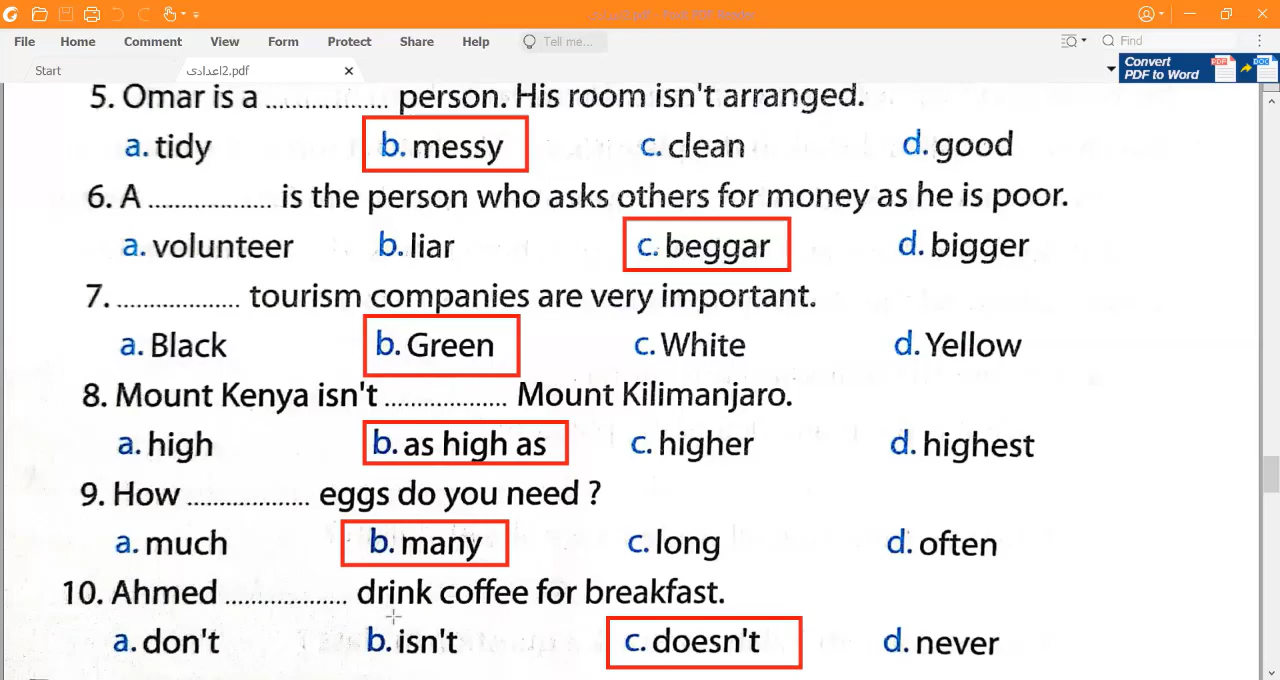 File Home Comment View Form Protect Share Help Tell me... Find
Start 2اعدادى.pdf Convert PDF to Word
5. Omar is a .................... person. His room isn't arranged.
a. tidy b. messy c. clean d. good
6. A .................... is the person who asks others for money as he is poor.
a. volunteer b. liar c. beggar d. bigger
7. .................... tourism companies are very important.
a. Black b. Green c. White d. Yellow
8. Mount Kenya isn't .................... Mount Kilimanjaro.
a. high b. as high as c. higher d. highest
9. How .................... eggs do you need ?
a. much b. many c. long d. often
10. Ahmed .................... drink coffee for breakfast.
a. don't b. isn't c. doesn't d. never